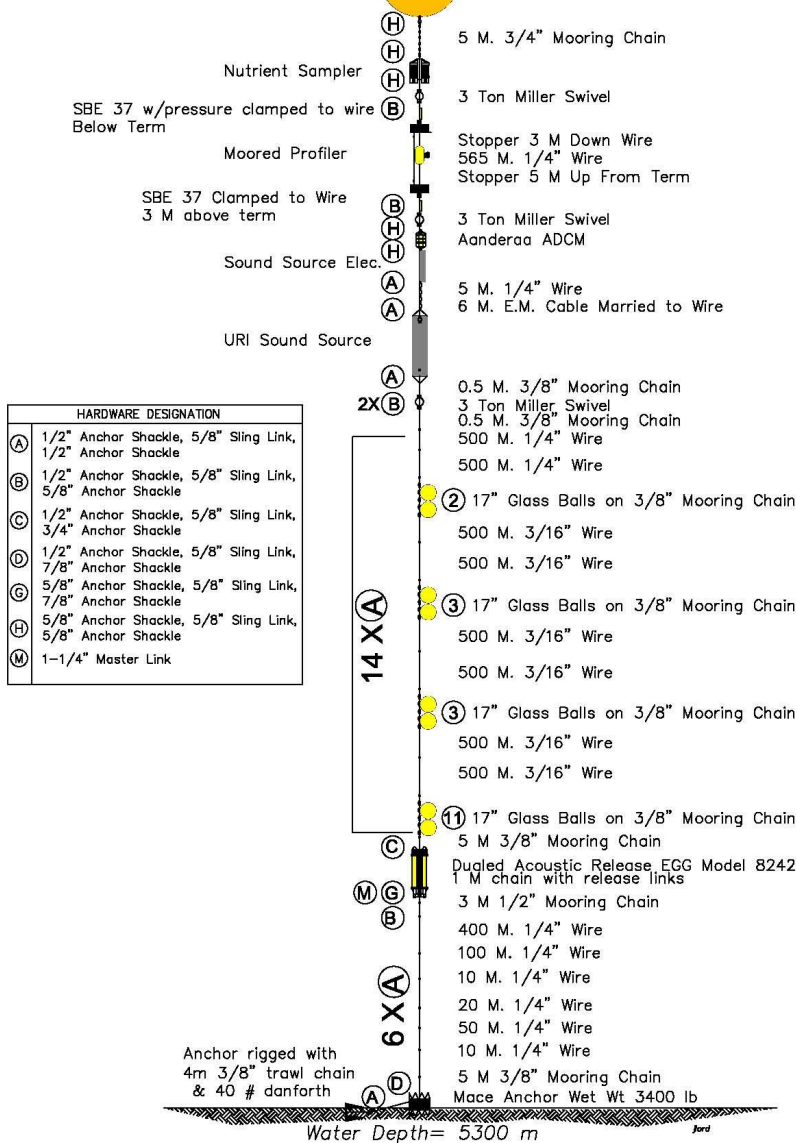 H
5 M. 3/4" Mooring Chain
H
Nutrient Sampler
H
3 Ton Miller Swivel
SBE 37 w/pressure clamped to wire B
Below Term
Stopper 3 M Down Wire
Moored Profiler
565 M. 1/4" Wire
Stopper 5 M Up From Term
SBE 37 Clamped to Wire
3 M above term
B
3 Ton Miller Swivel
H
Aanderaa ADCM
H
Sound Source Elec.
A
5 M. 1/4" Wire
A
6 M. E.M. Cable Married to Wire
URI Sound Source
A
0.5 M. 3/8" Mooring Chain
2X B
3 Ton Miller Swivel
0.5 M. 3/8" Mooring Chain
500 M. 1/4" Wire
500 M. 1/4" Wire
2 17" Glass Balls on 3/8" Mooring Chain
500 M. 3/16" Wire
500 M. 3/16" Wire
3 17" Glass Balls on 3/8" Mooring Chain
500 M. 3/16" Wire
500 M. 3/16" Wire
3 17" Glass Balls on 3/8" Mooring Chain
500 M. 3/16" Wire
500 M. 3/16" Wire
11 17" Glass Balls on 3/8" Mooring Chain
14 X A
5 M 3/8" Mooring Chain
C
Dualed Acoustic Release EGG Model 8242
1 M chain with release links
M G
3 M 1/2" Mooring Chain
B
400 M. 1/4" Wire
100 M. 1/4" Wire
10 M. 1/4" Wire
20 M. 1/4" Wire
50 M. 1/4" Wire
10 M. 1/4" Wire
6 X A
5 M 3/8" Mooring Chain
D
Mace Anchor Wet Wt 3400 lb
A
Anchor rigged with
4m 3/8" trawl chain
& 40 # danforth
Water Depth= 5300 m
HARDWARE DESIGNATION
A 1/2" Anchor Shackle, 5/8" Sling Link,
1/2" Anchor Shackle
B 1/2" Anchor Shackle, 5/8" Sling Link,
5/8" Anchor Shackle
C 1/2" Anchor Shackle, 5/8" Sling Link,
3/4" Anchor Shackle
D 1/2" Anchor Shackle, 5/8" Sling Link,
7/8" Anchor Shackle
G 5/8" Anchor Shackle, 5/8" Sling Link,
7/8" Anchor Shackle
H 5/8" Anchor Shackle, 5/8" Sling Link,
5/8" Anchor Shackle
M 1-1/4" Master Link